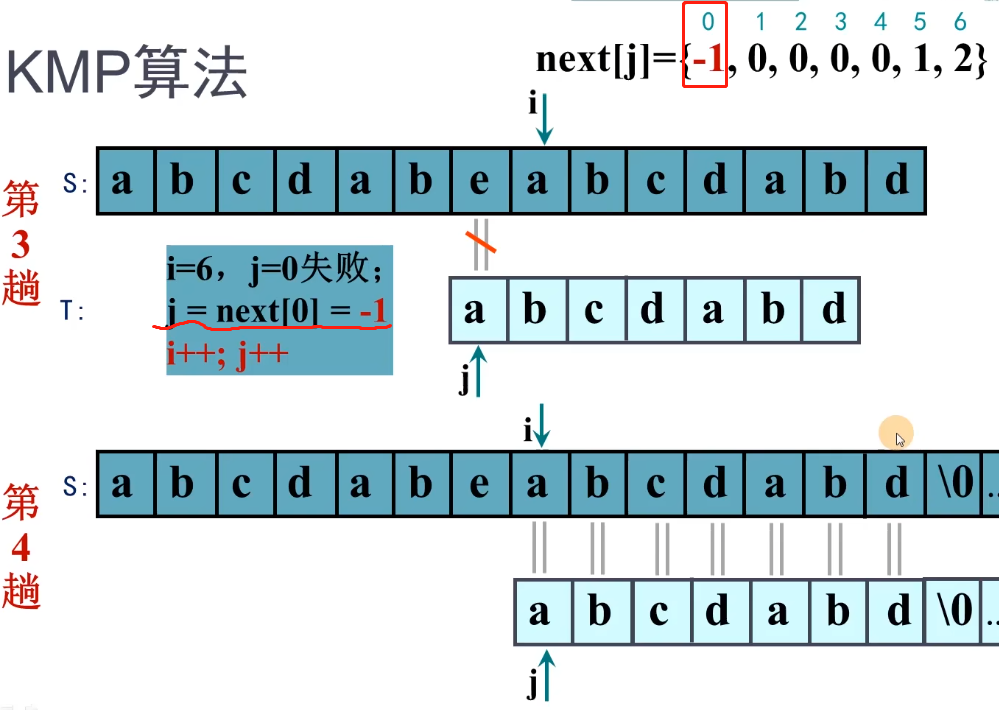 0 1 2 3 4 5 6
KMP算法
next[j]={-1, 0, 0, 0, 0, 1, 2}
i
第3趟
S: a b c d a b e a b c d a b d
i=6，j=0失败；
j = next[0] = -1
i++; j++
T: a b c d a b d
j
i
第4趟
S: a b c d a b e a b c d a b d \0 ..
a b c d a b d \0 ..
j